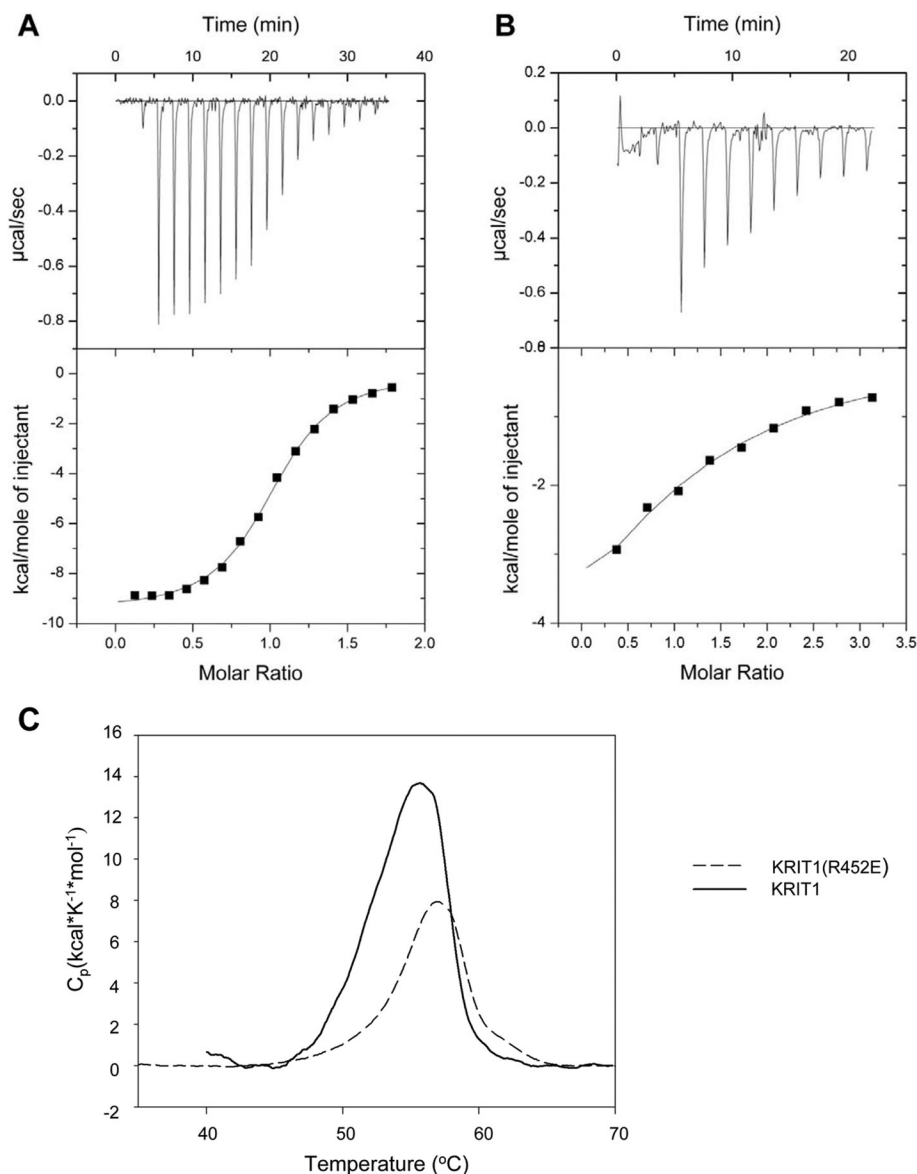 A
Time (min)
0 10 20 30 40
0.0
-0.2
-0.4
-0.6
-0.8
µcal/sec
0
-2
-4
-6
-8
-10
kcal/mole of injectant
0.0 0.5 1.0 1.5 2.0
Molar Ratio
B
Time (min)
0 10 20
0.2
0.0
-0.2
-0.4
-0.6
-0.8
µcal/sec
-2
-4
kcal/mole of injectant
0.0 0.5 1.0 1.5 2.0 2.5 3.0 3.5
Molar Ratio
C
16
14
12
10
8
6
4
2
0
-2
Cp(kcal*K-1*mol-1)
40 50 60 70
Temperature (oC)
KRIT1(R452E)
KRIT1